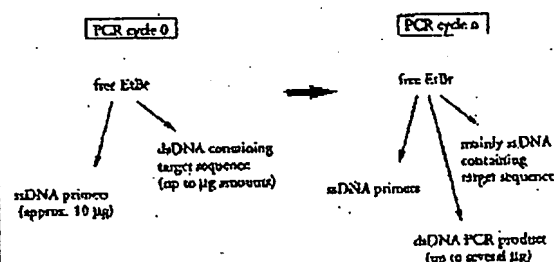 PCR cycle 0
free EtBr
dsDNA containing
target sequence
(up to µg amounts)
ssDNA primers
(approx. 10 µg)
PCR cycle n
free EtBr
mainly ssDNA
containing
target sequence
ssDNA primers
dsDNA PCR product
(up to several µg)